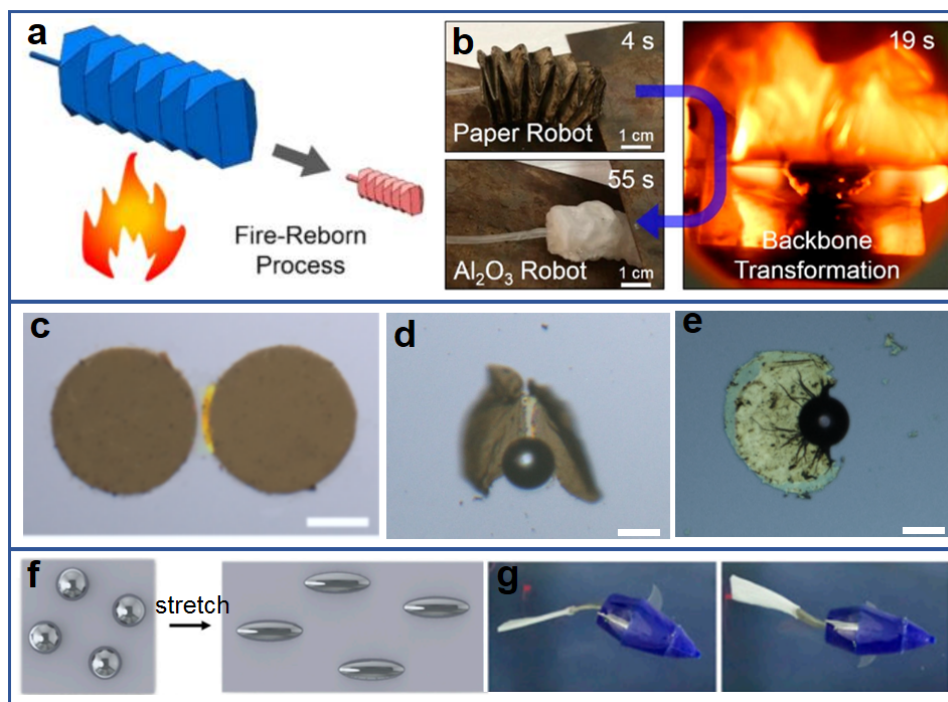 a
Fire-Reborn
Process
b
4 s
Paper Robot
1 cm
55 s
Al₂O₃ Robot
1 cm
19 s
Backbone
Transformation
c
d
e
f
stretch
g